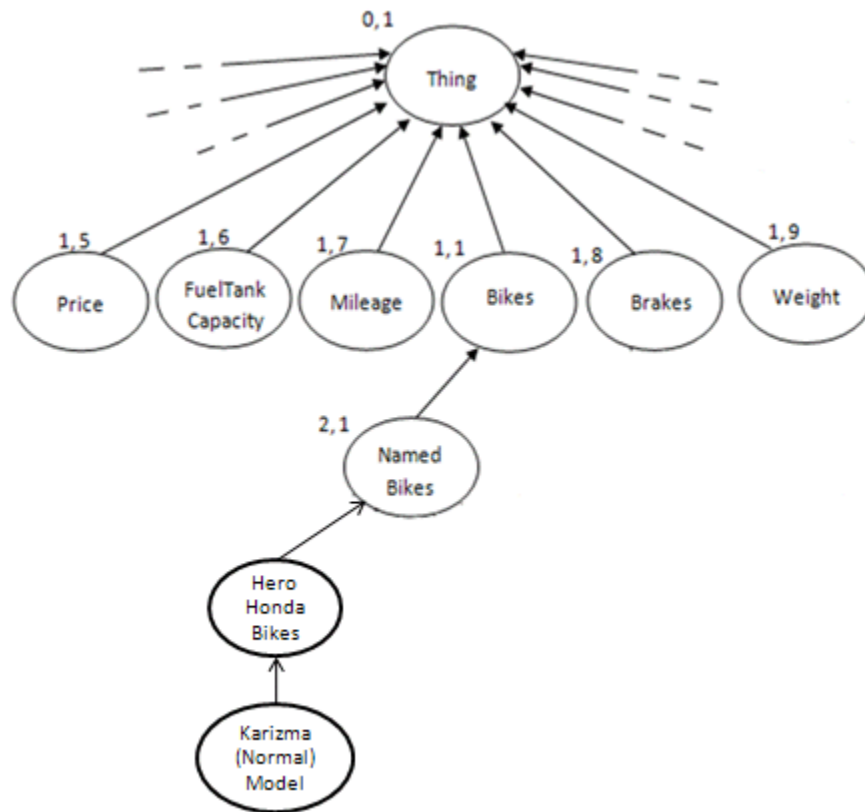 0,1
Thing
1,5
1,6
1,7
1,1
1,8
1,9
Price
FuelTank
Capacity
Mileage
Bikes
Brakes
Weight
2,1
Named
Bikes
Hero
Honda
Bikes
Karizma
(Normal)
Model